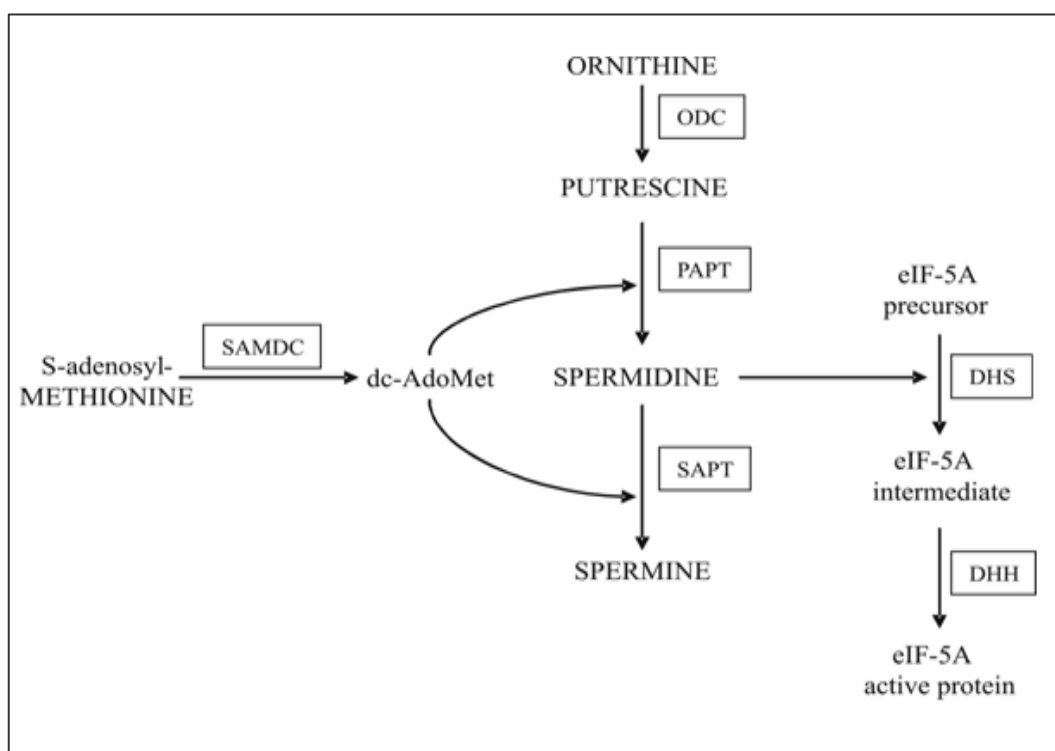 ORNITHINE
ODC
PUTRESCINE
PAPT
eIF-5A
precursor
SAMDC
S-adenosyl-
METHIONINE
dc-AdoMet
SPERMIDINE
DHS
SAPT
eIF-5A
intermediate
SPERMINE
DHH
eIF-5A
active protein